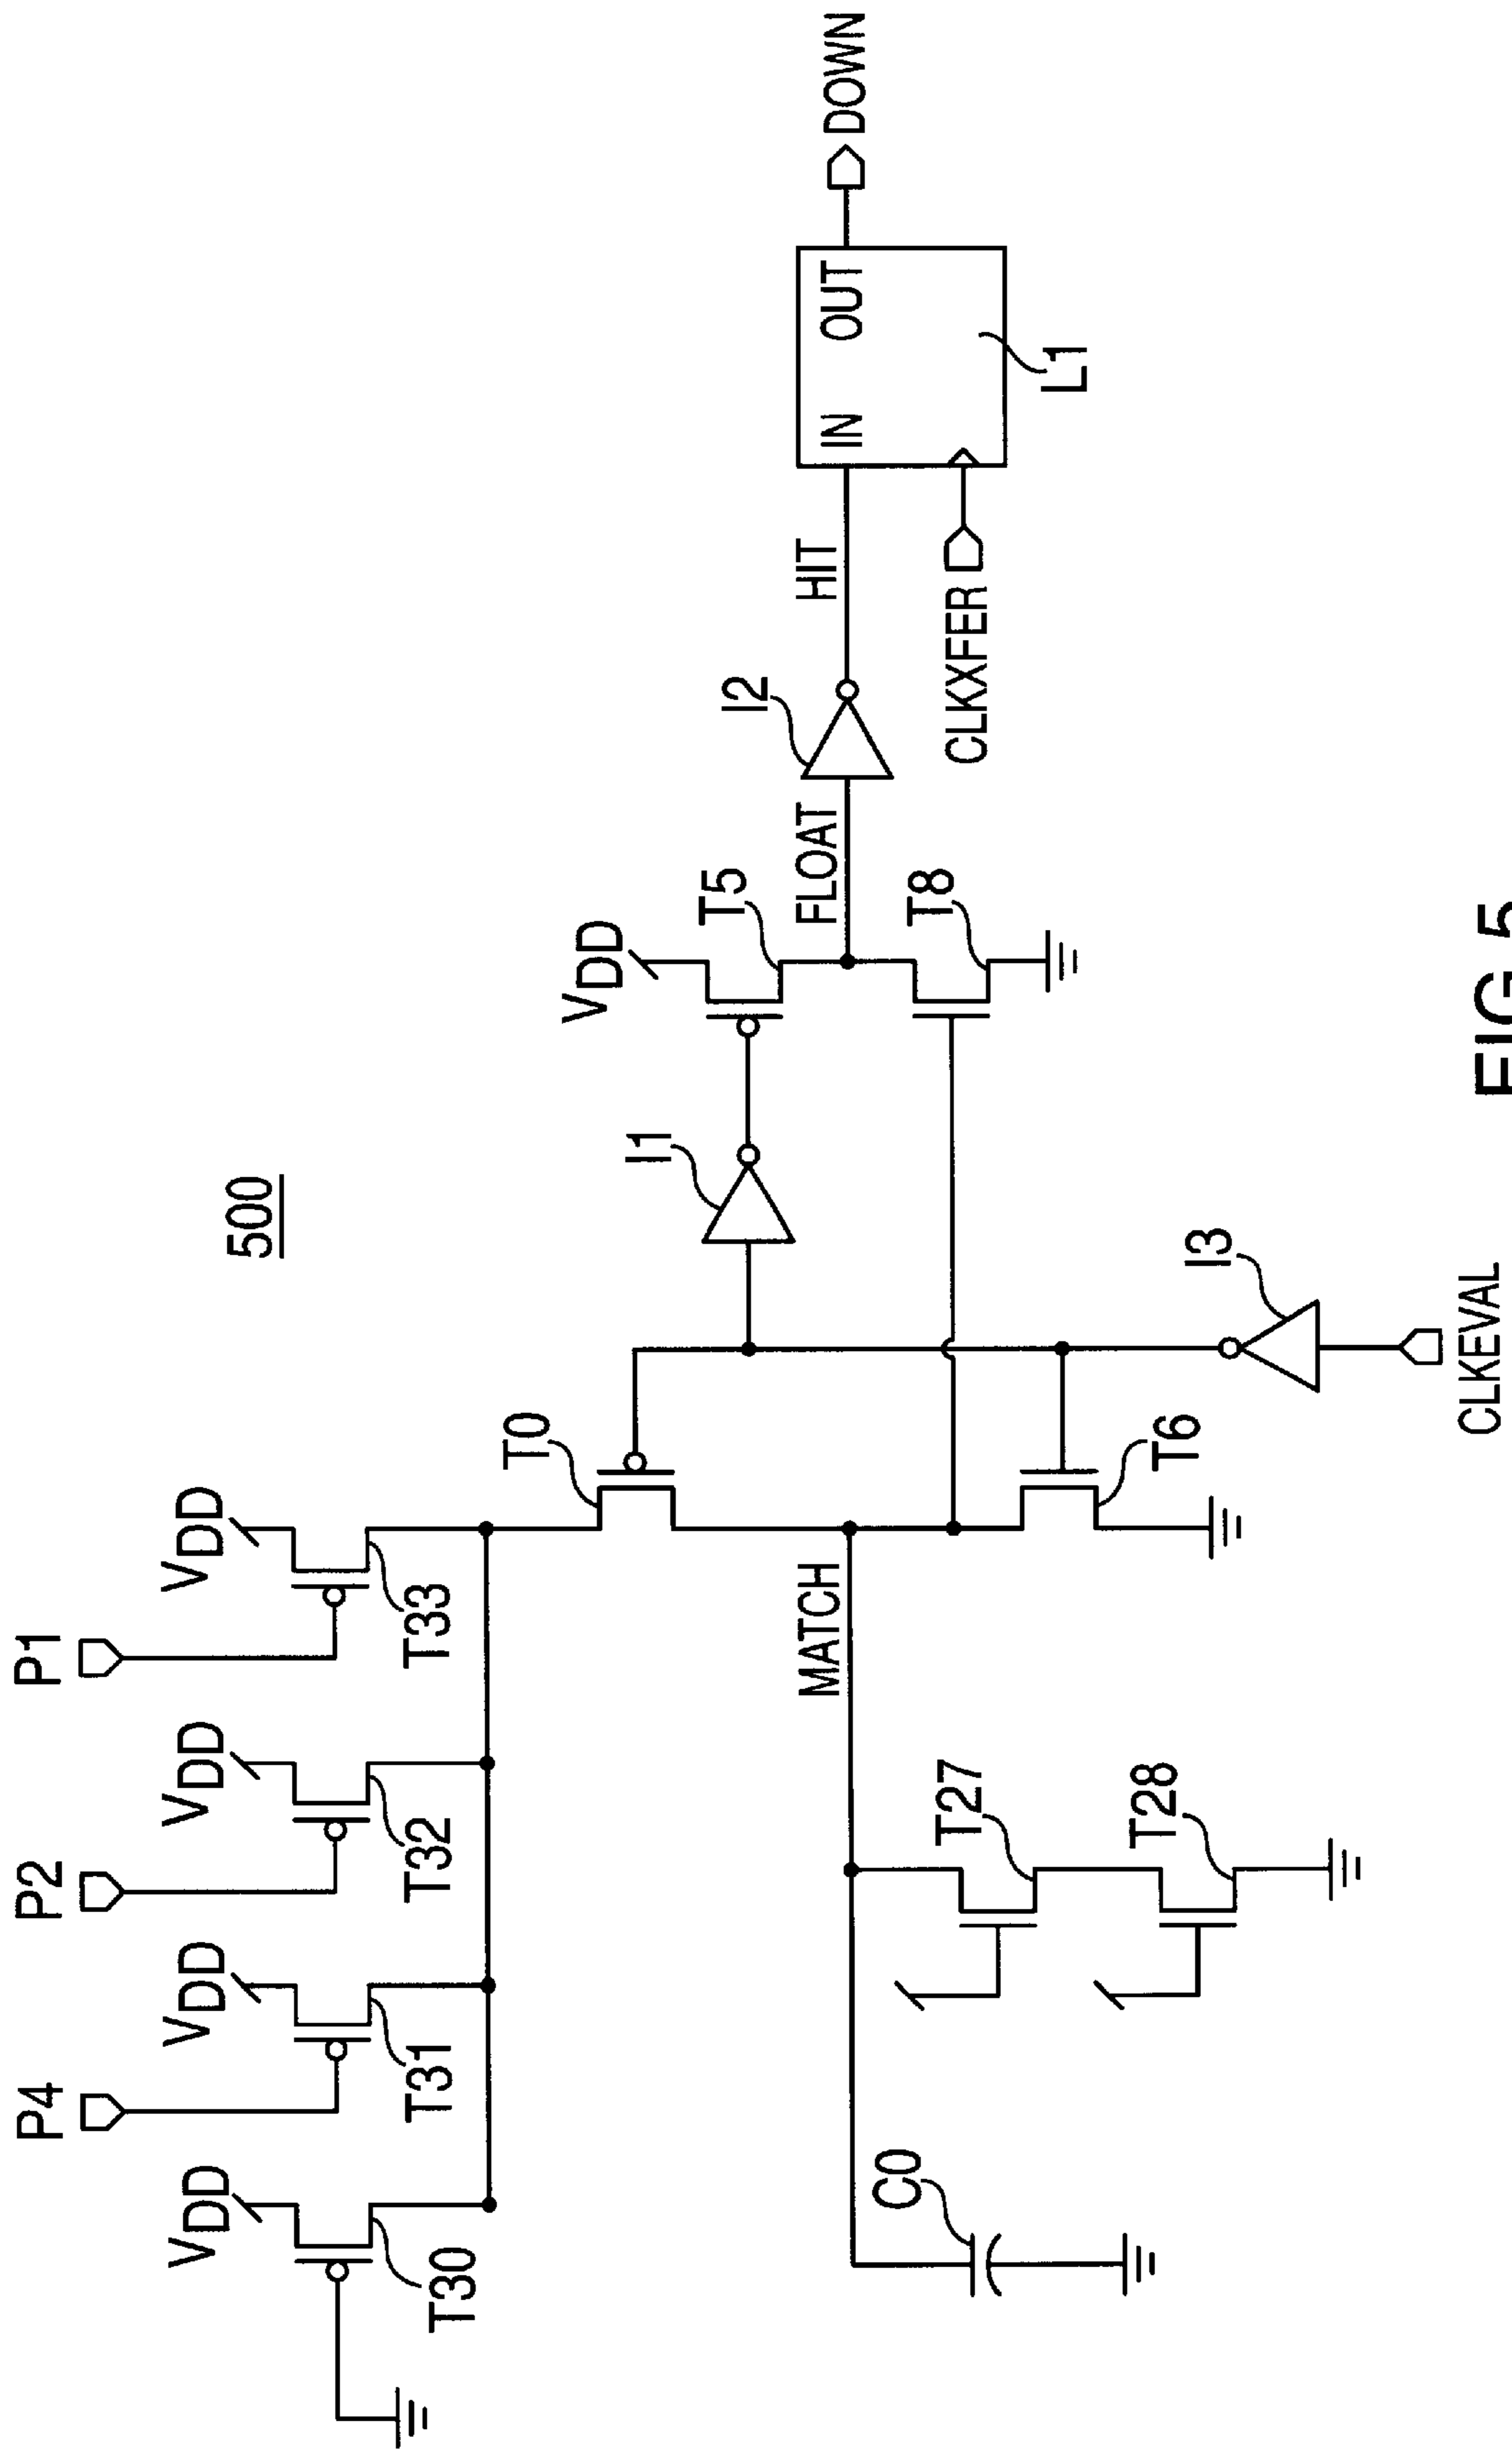 500
P4
P2
P1
VDD
VDD
VDD
VDD
T30
T31
T32
T33
T0
I1
VDD
T5
MATCH
FLOAT
I2
HIT
IN
OUT
DOWN
C0
T27
T28
T6
T8
CLKXFER
L1
I3
CLKEVAL
FIG. 5